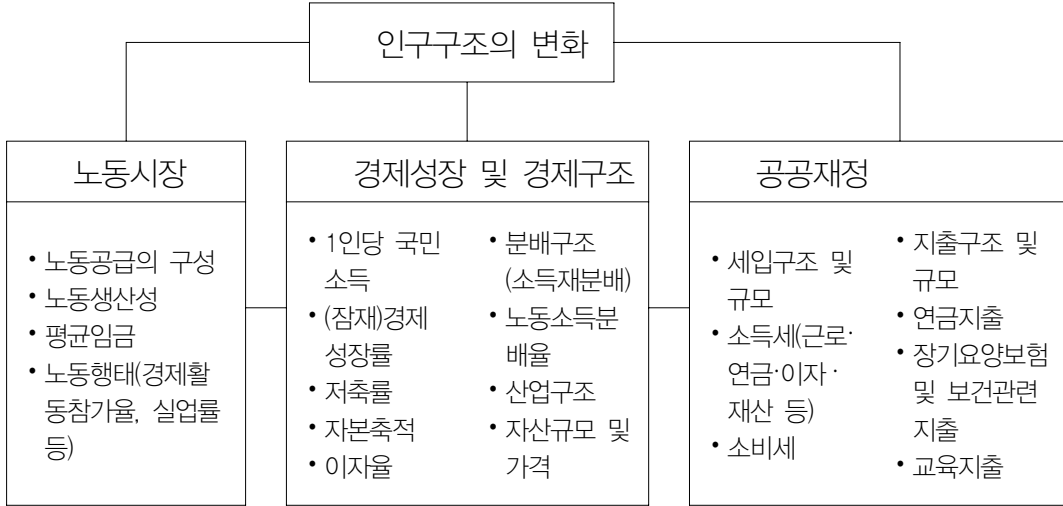 인구구조의 변화
노동시장
• 노동공급의 구성
• 노동생산성
• 평균임금
• 노동행태(경제활
동참가율, 실업률
등)
경제성장 및 경제구조
• 1인당 국민
소득
• (잠재)경제
성장률
• 저축률
• 자본축적
• 이자율
• 분배구조
(소득재분배)
• 노동소득분
배율
• 산업구조
• 자산규모 및
가격
공공재정
• 세입구조 및
규모
• 소득세(근로·
연금·이자·
재산 등)
• 소비세
• 지출구조 및
규모
• 연금지출
• 장기요양보험
및 보건관련
지출
• 교육지출